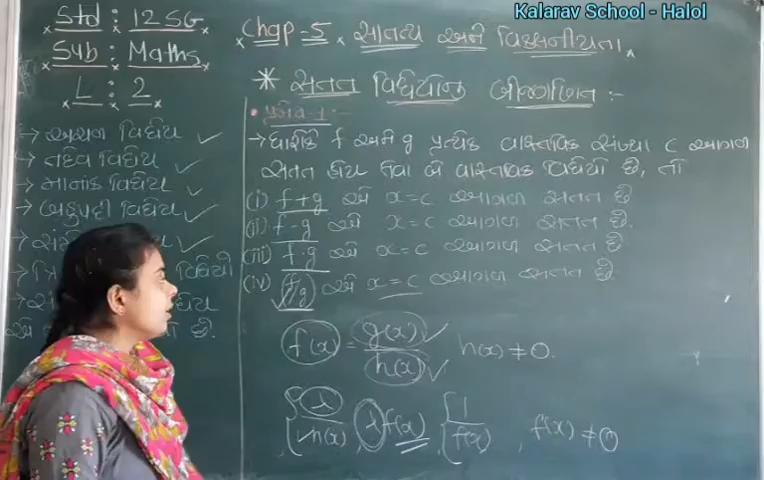 Kalarav School - Halol
Std : 12 SG
Sub : Maths
L : 2
Chap - 5
સાતત્ય અને વિકલનીયતા
* સતત વિધેયોનું બીજગણિત :-
→ અચળ વિધેય ✓
→ તદેવ વિધેય ✓
→ માનાંક વિધેય ✓
→ બહુપદી વિધેય ✓
વિધેયો
છે.
• પ્રમેય-1 :-
→ ધારોકે f અને g પ્રત્યેક વાસ્તવિક સંખ્યા c આગળ
સતત હોય તેવા બે વાસ્તવિક વિધેયો છે, તો
(i) f + g એ x = c આગળ સતત છે
(ii) f - g એ x = c આગળ સતત છે.
(iii) f · g એ x = c આગળ સતત છે
(iv) (f/g) એ x = c આગળ સતત છે.
f(x) = g(x) / h(x) h(x) ≠ 0.
λ / h(x) , λ f(x) , 1 / f(x) , f(x) ≠ 0